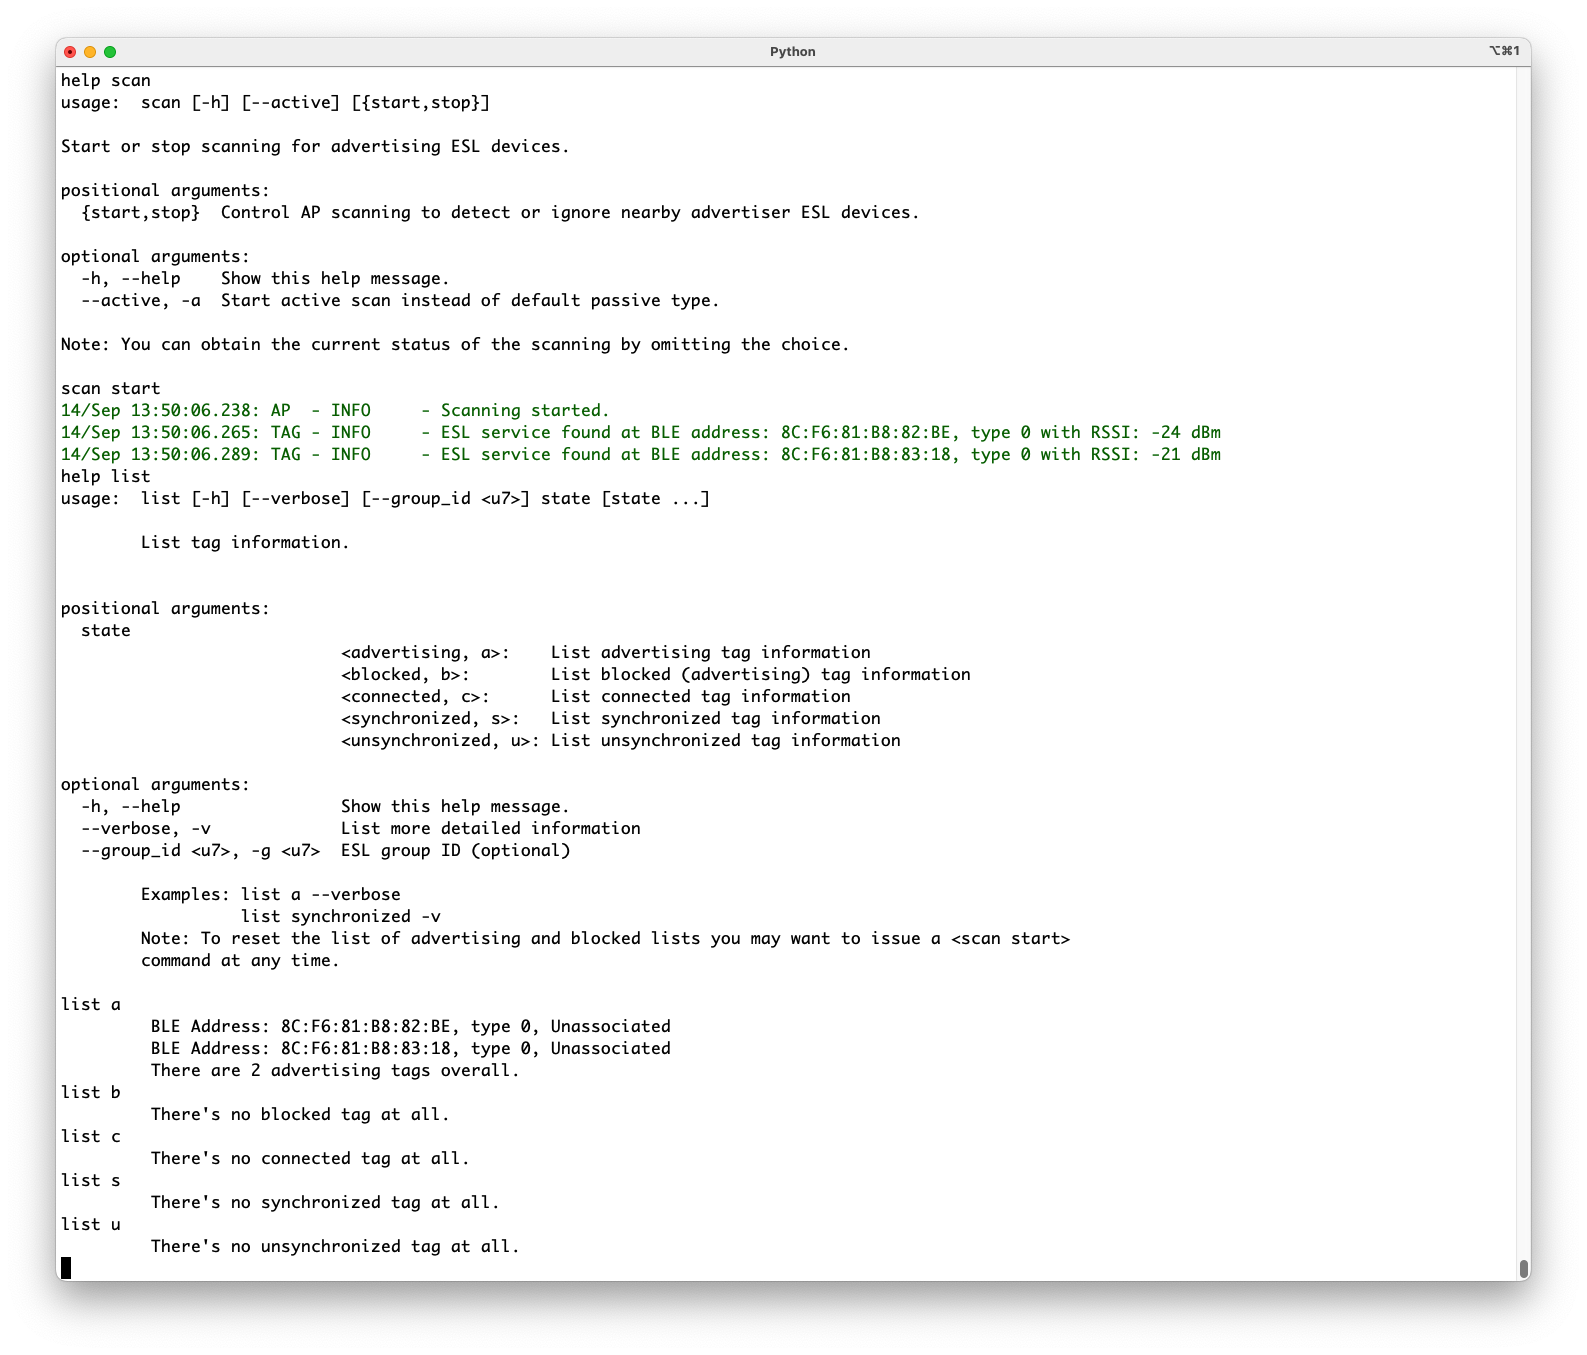 Python
⌥⌘1
help scan
usage:  scan [-h] [--active] [{start,stop}]
Start or stop scanning for advertising ESL devices.
positional arguments:
  {start,stop}  Control AP scanning to detect or ignore nearby advertiser ESL devices.
optional arguments:
  -h, --help    Show this help message.
  --active, -a  Start active scan instead of default passive type.
Note: You can obtain the current status of the scanning by omitting the choice.
scan start
14/Sep 13:50:06.238: AP  - INFO     - Scanning started.
14/Sep 13:50:06.265: TAG - INFO     - ESL service found at BLE address: 8C:F6:81:B8:82:BE, type 0 with RSSI: -24 dBm
14/Sep 13:50:06.289: TAG - INFO     - ESL service found at BLE address: 8C:F6:81:B8:83:18, type 0 with RSSI: -21 dBm
help list
usage:  list [-h] [--verbose] [--group_id <u7>] state [state ...]
        List tag information.
positional arguments:
  state
                            <advertising, a>:    List advertising tag information
                            <blocked, b>:        List blocked (advertising) tag information
                            <connected, c>:      List connected tag information
                            <synchronized, s>:   List synchronized tag information
                            <unsynchronized, u>: List unsynchronized tag information
optional arguments:
  -h, --help                Show this help message.
  --verbose, -v             List more detailed information
  --group_id <u7>, -g <u7>  ESL group ID (optional)
        Examples: list a --verbose
                  list synchronized -v
        Note: To reset the list of advertising and blocked lists you may want to issue a <scan start>
        command at any time.
list a
         BLE Address: 8C:F6:81:B8:82:BE, type 0, Unassociated
         BLE Address: 8C:F6:81:B8:83:18, type 0, Unassociated
         There are 2 advertising tags overall.
list b
         There's no blocked tag at all.
list c
         There's no connected tag at all.
list s
         There's no synchronized tag at all.
list u
         There's no unsynchronized tag at all.